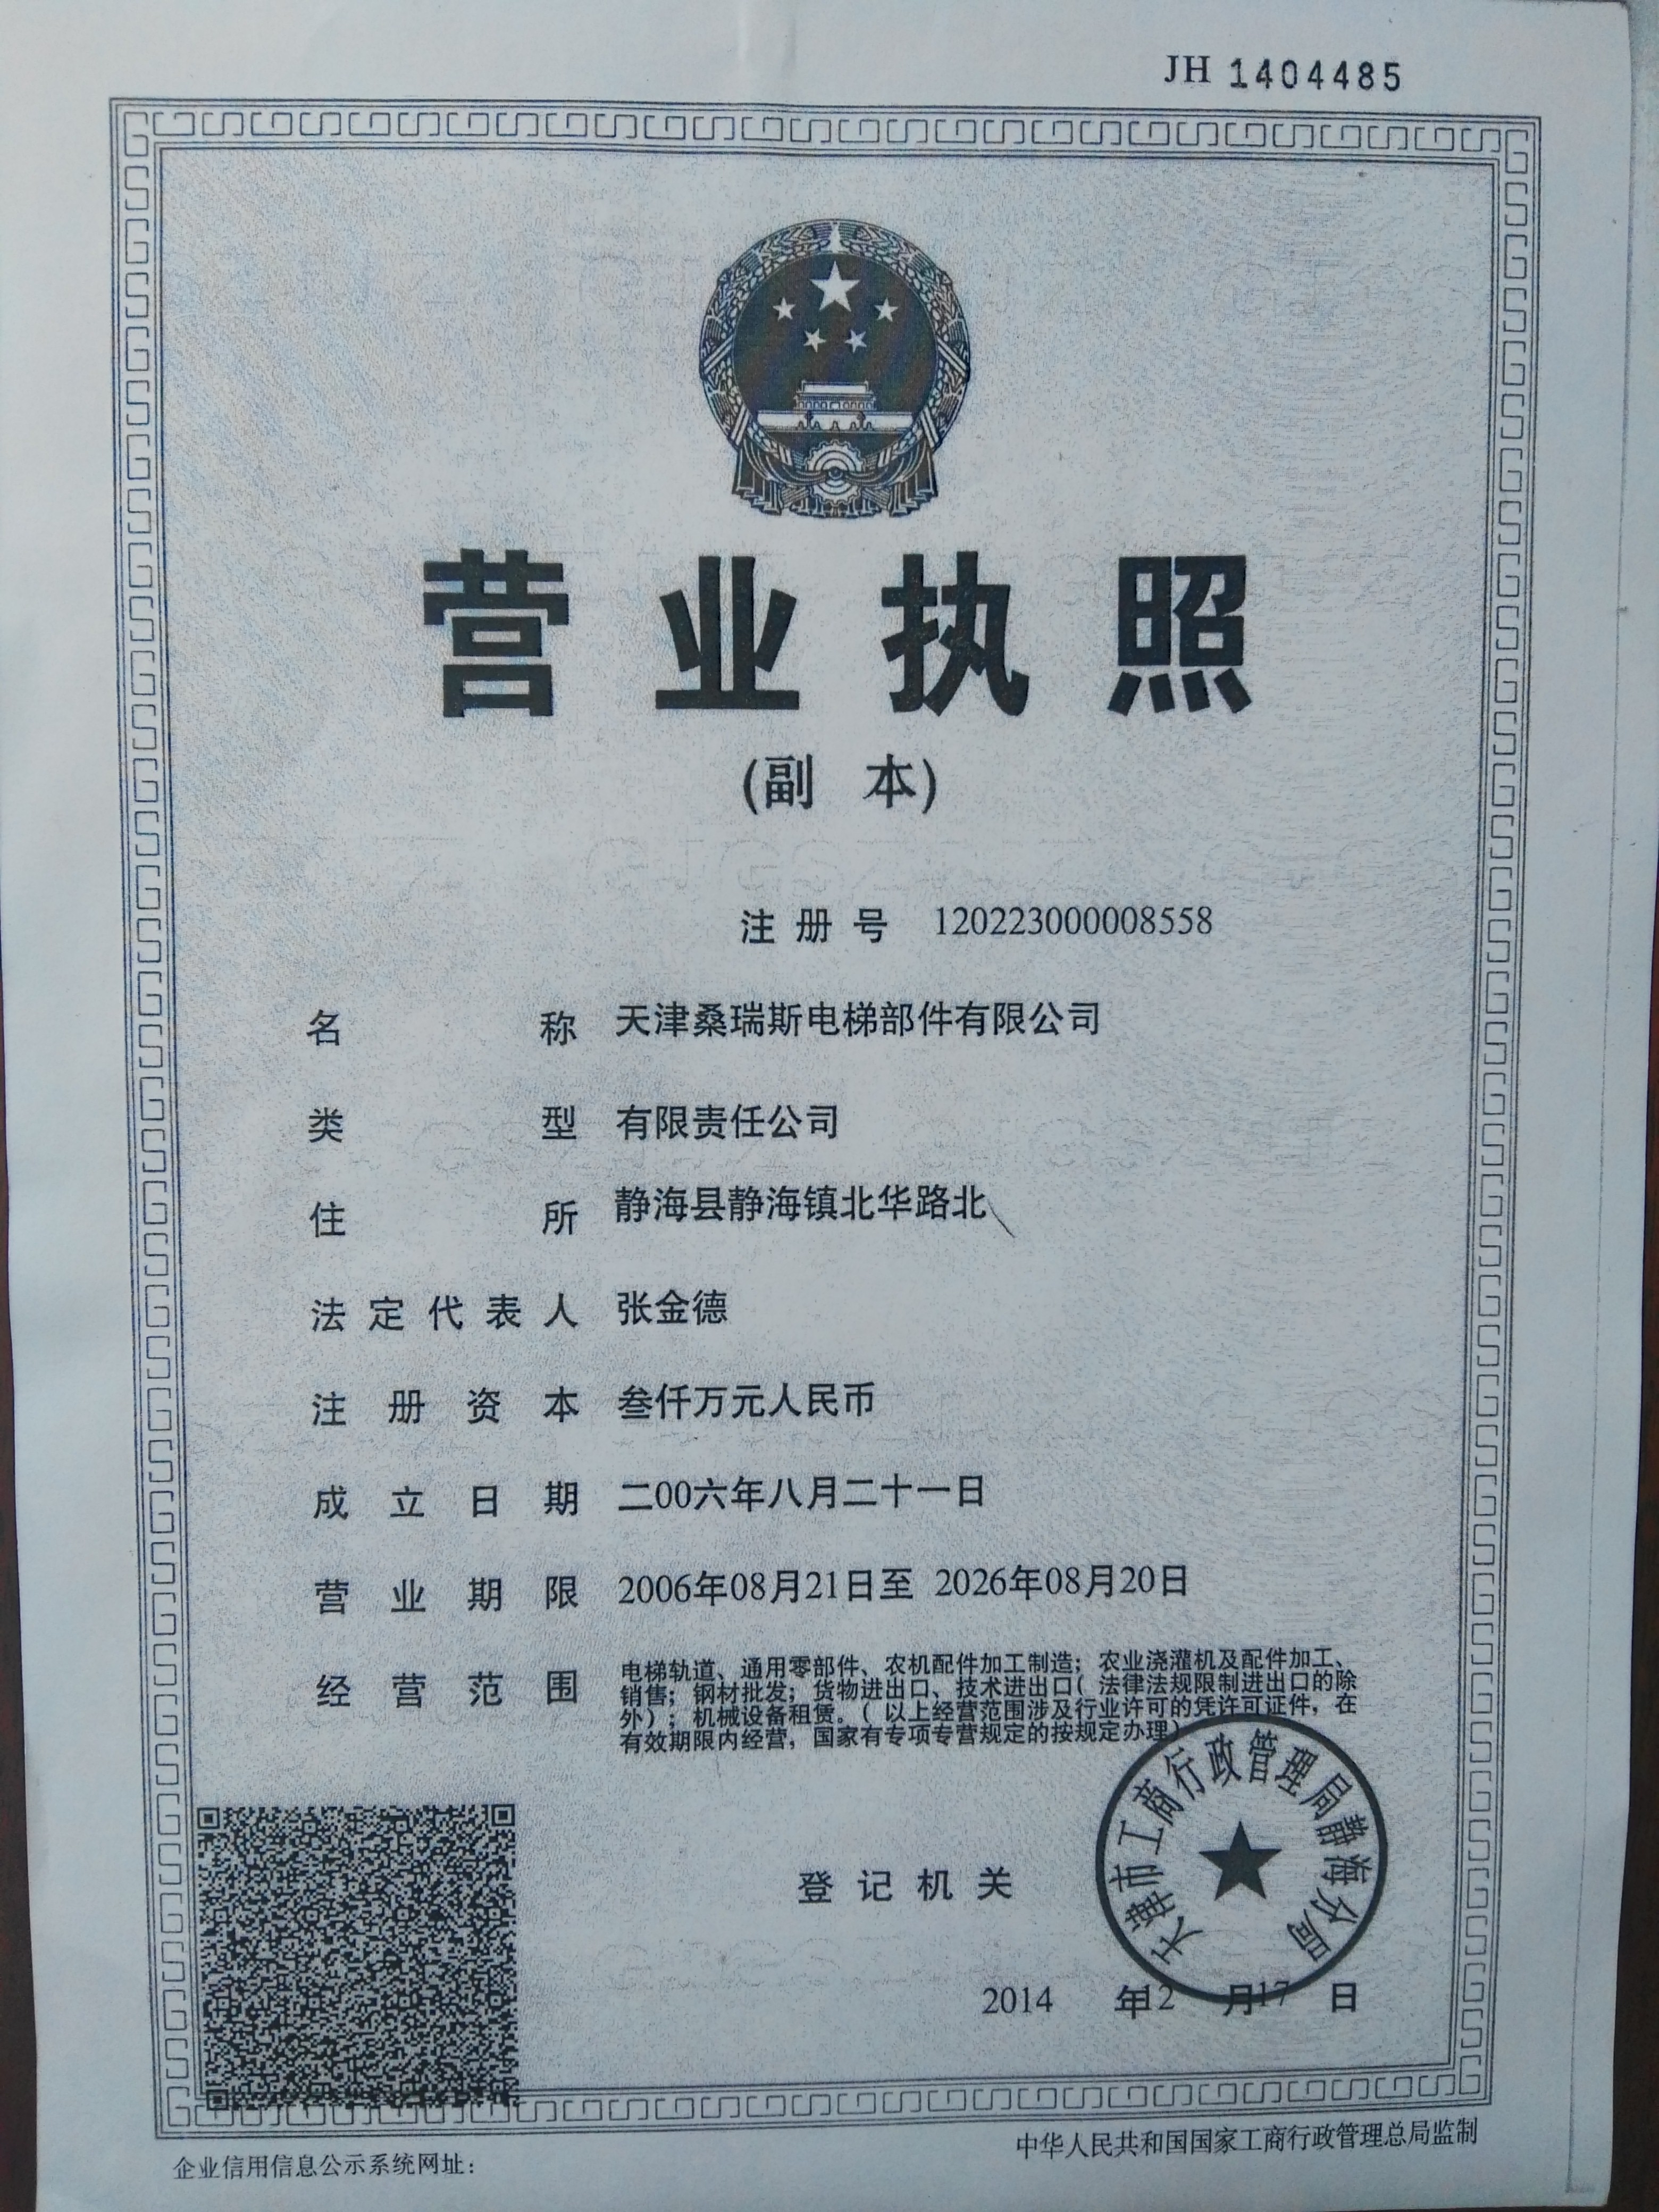 JH 1404485
营业执照
(副 本)
注册号 120223000008558
名称 天津桑瑞斯电梯部件有限公司
类型 有限责任公司
住所 静海县静海镇北华路北
法定代表人 张金德
注册资本 叁仟万元人民币
成立日期 二00六年八月二十一日
营业期限 2006年08月21日至 2026年08月20日
经营范围 电梯轨道、通用零部件、农机配件加工制造；农业浇灌机及配件加工、
销售；钢材批发；货物进出口、技术进出口（法律法规限制进出口的除
外）；机械设备租赁。（以上经营范围涉及行业许可的凭许可证件，在
有效期限内经营，国家有专项专营规定的按规定办理）
天津市工商行政管理局静海分局
登记机关
2014 年12 月17 日
企业信用信息公示系统网址：
中华人民共和国国家工商行政管理总局监制